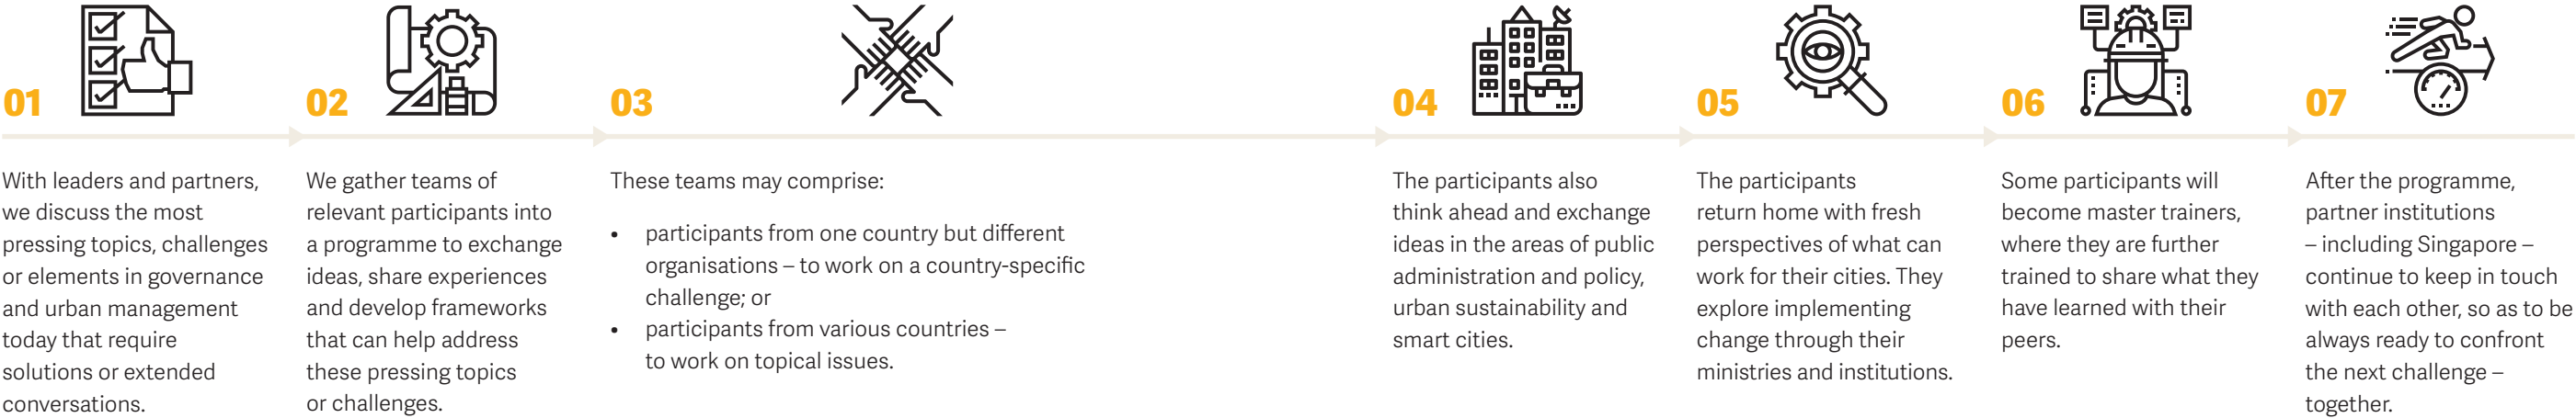 01
With leaders and partners,
we discuss the most
pressing topics, challenges
or elements in governance
and urban management
today that require
solutions or extended
conversations.
02
We gather teams of
relevant participants into
a programme to exchange
ideas, share experiences
and develop frameworks
that can help address
these pressing topics
or challenges.
03
These teams may comprise:
• participants from one country but different
organisations – to work on a country-specific
challenge; or
• participants from various countries –
to work on topical issues.
04
The participants also
think ahead and exchange
ideas in the areas of public
administration and policy,
urban sustainability and
smart cities.
05
The participants
return home with fresh
perspectives of what can
work for their cities. They
explore implementing
change through their
ministries and institutions.
06
Some participants will
become master trainers,
where they are further
trained to share what they
have learned with their
peers.
07
After the programme,
partner institutions
– including Singapore –
continue to keep in touch
with each other, so as to be
always ready to confront
the next challenge –
together.